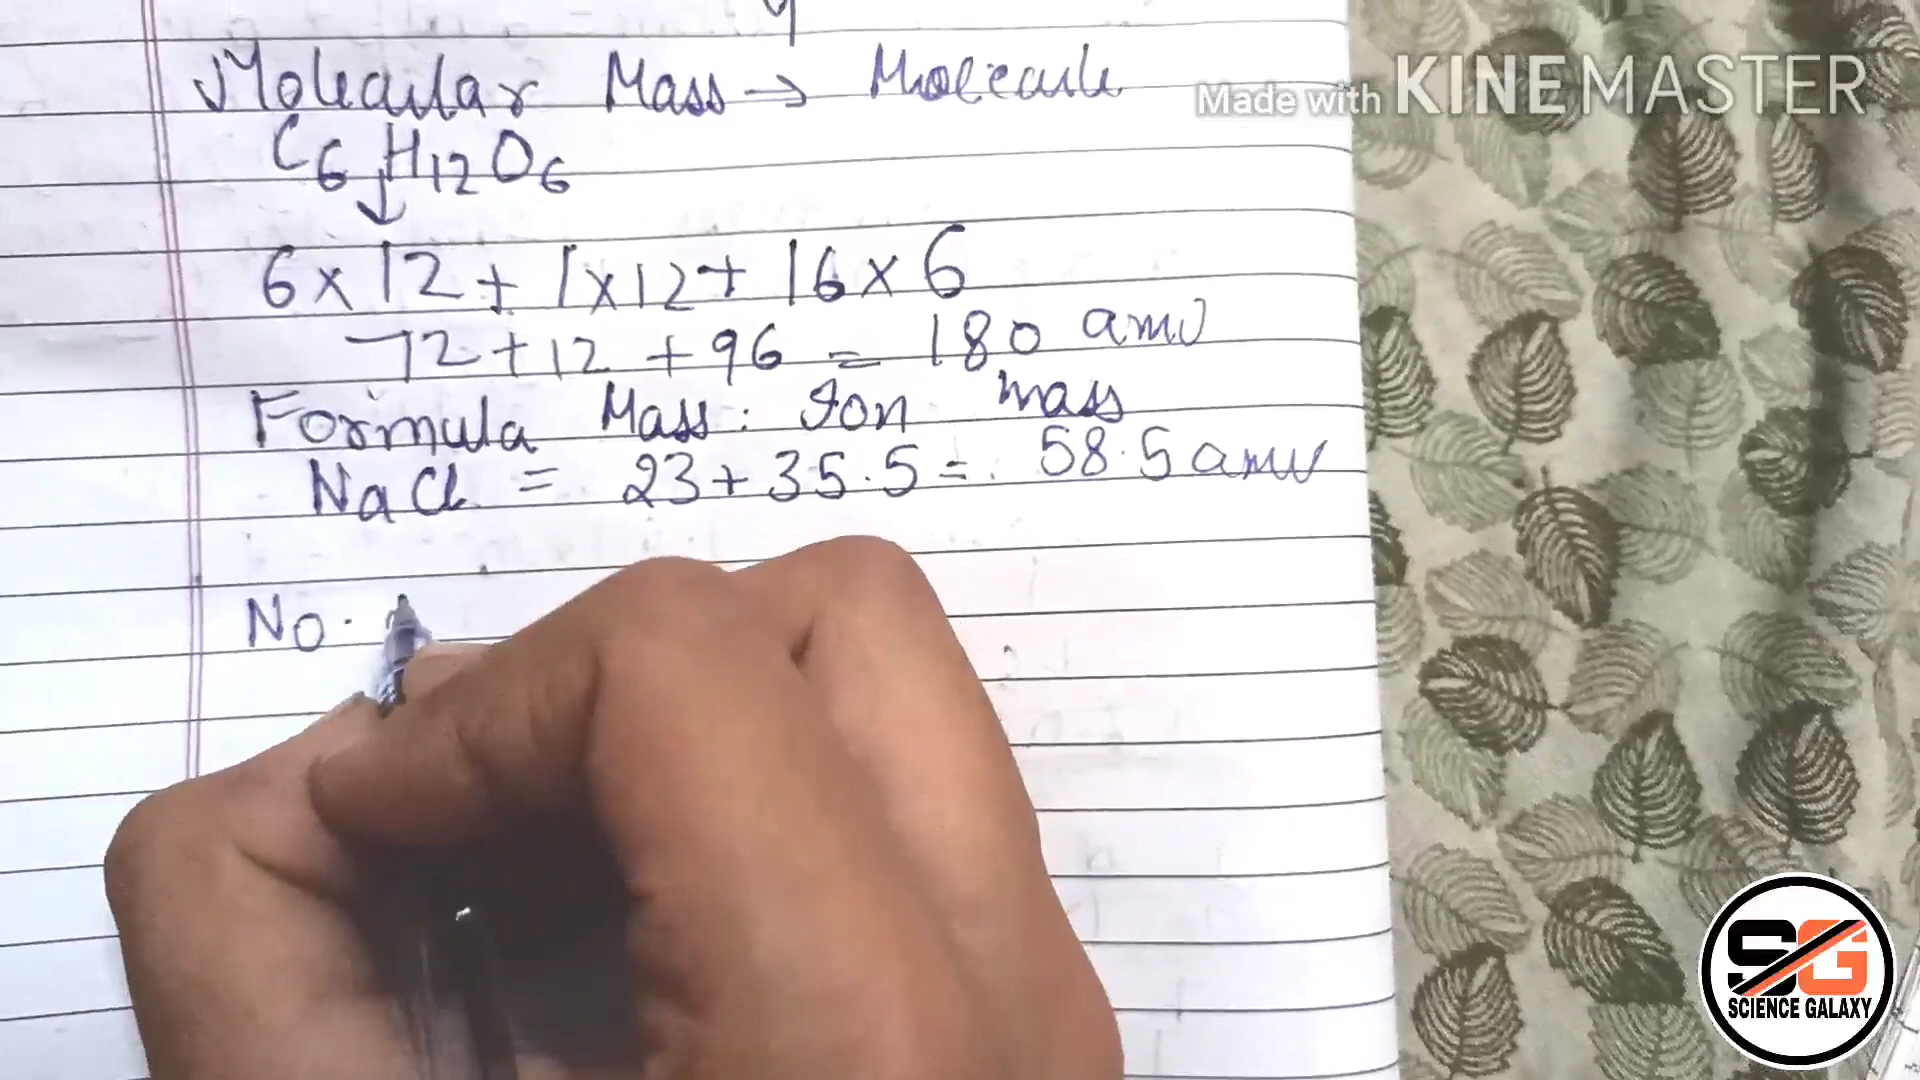 Molecular Mass → Molecule
Made with KINEMASTER
C6H12O6
↓
6 × 12 + 1 × 12 + 16 × 6
72 + 12 + 96 = 180 amu
Formula Mass: Ion mass
NaCl = 23 + 35.5 = 58.5 amu
No.
SG
SCIENCE GALAXY